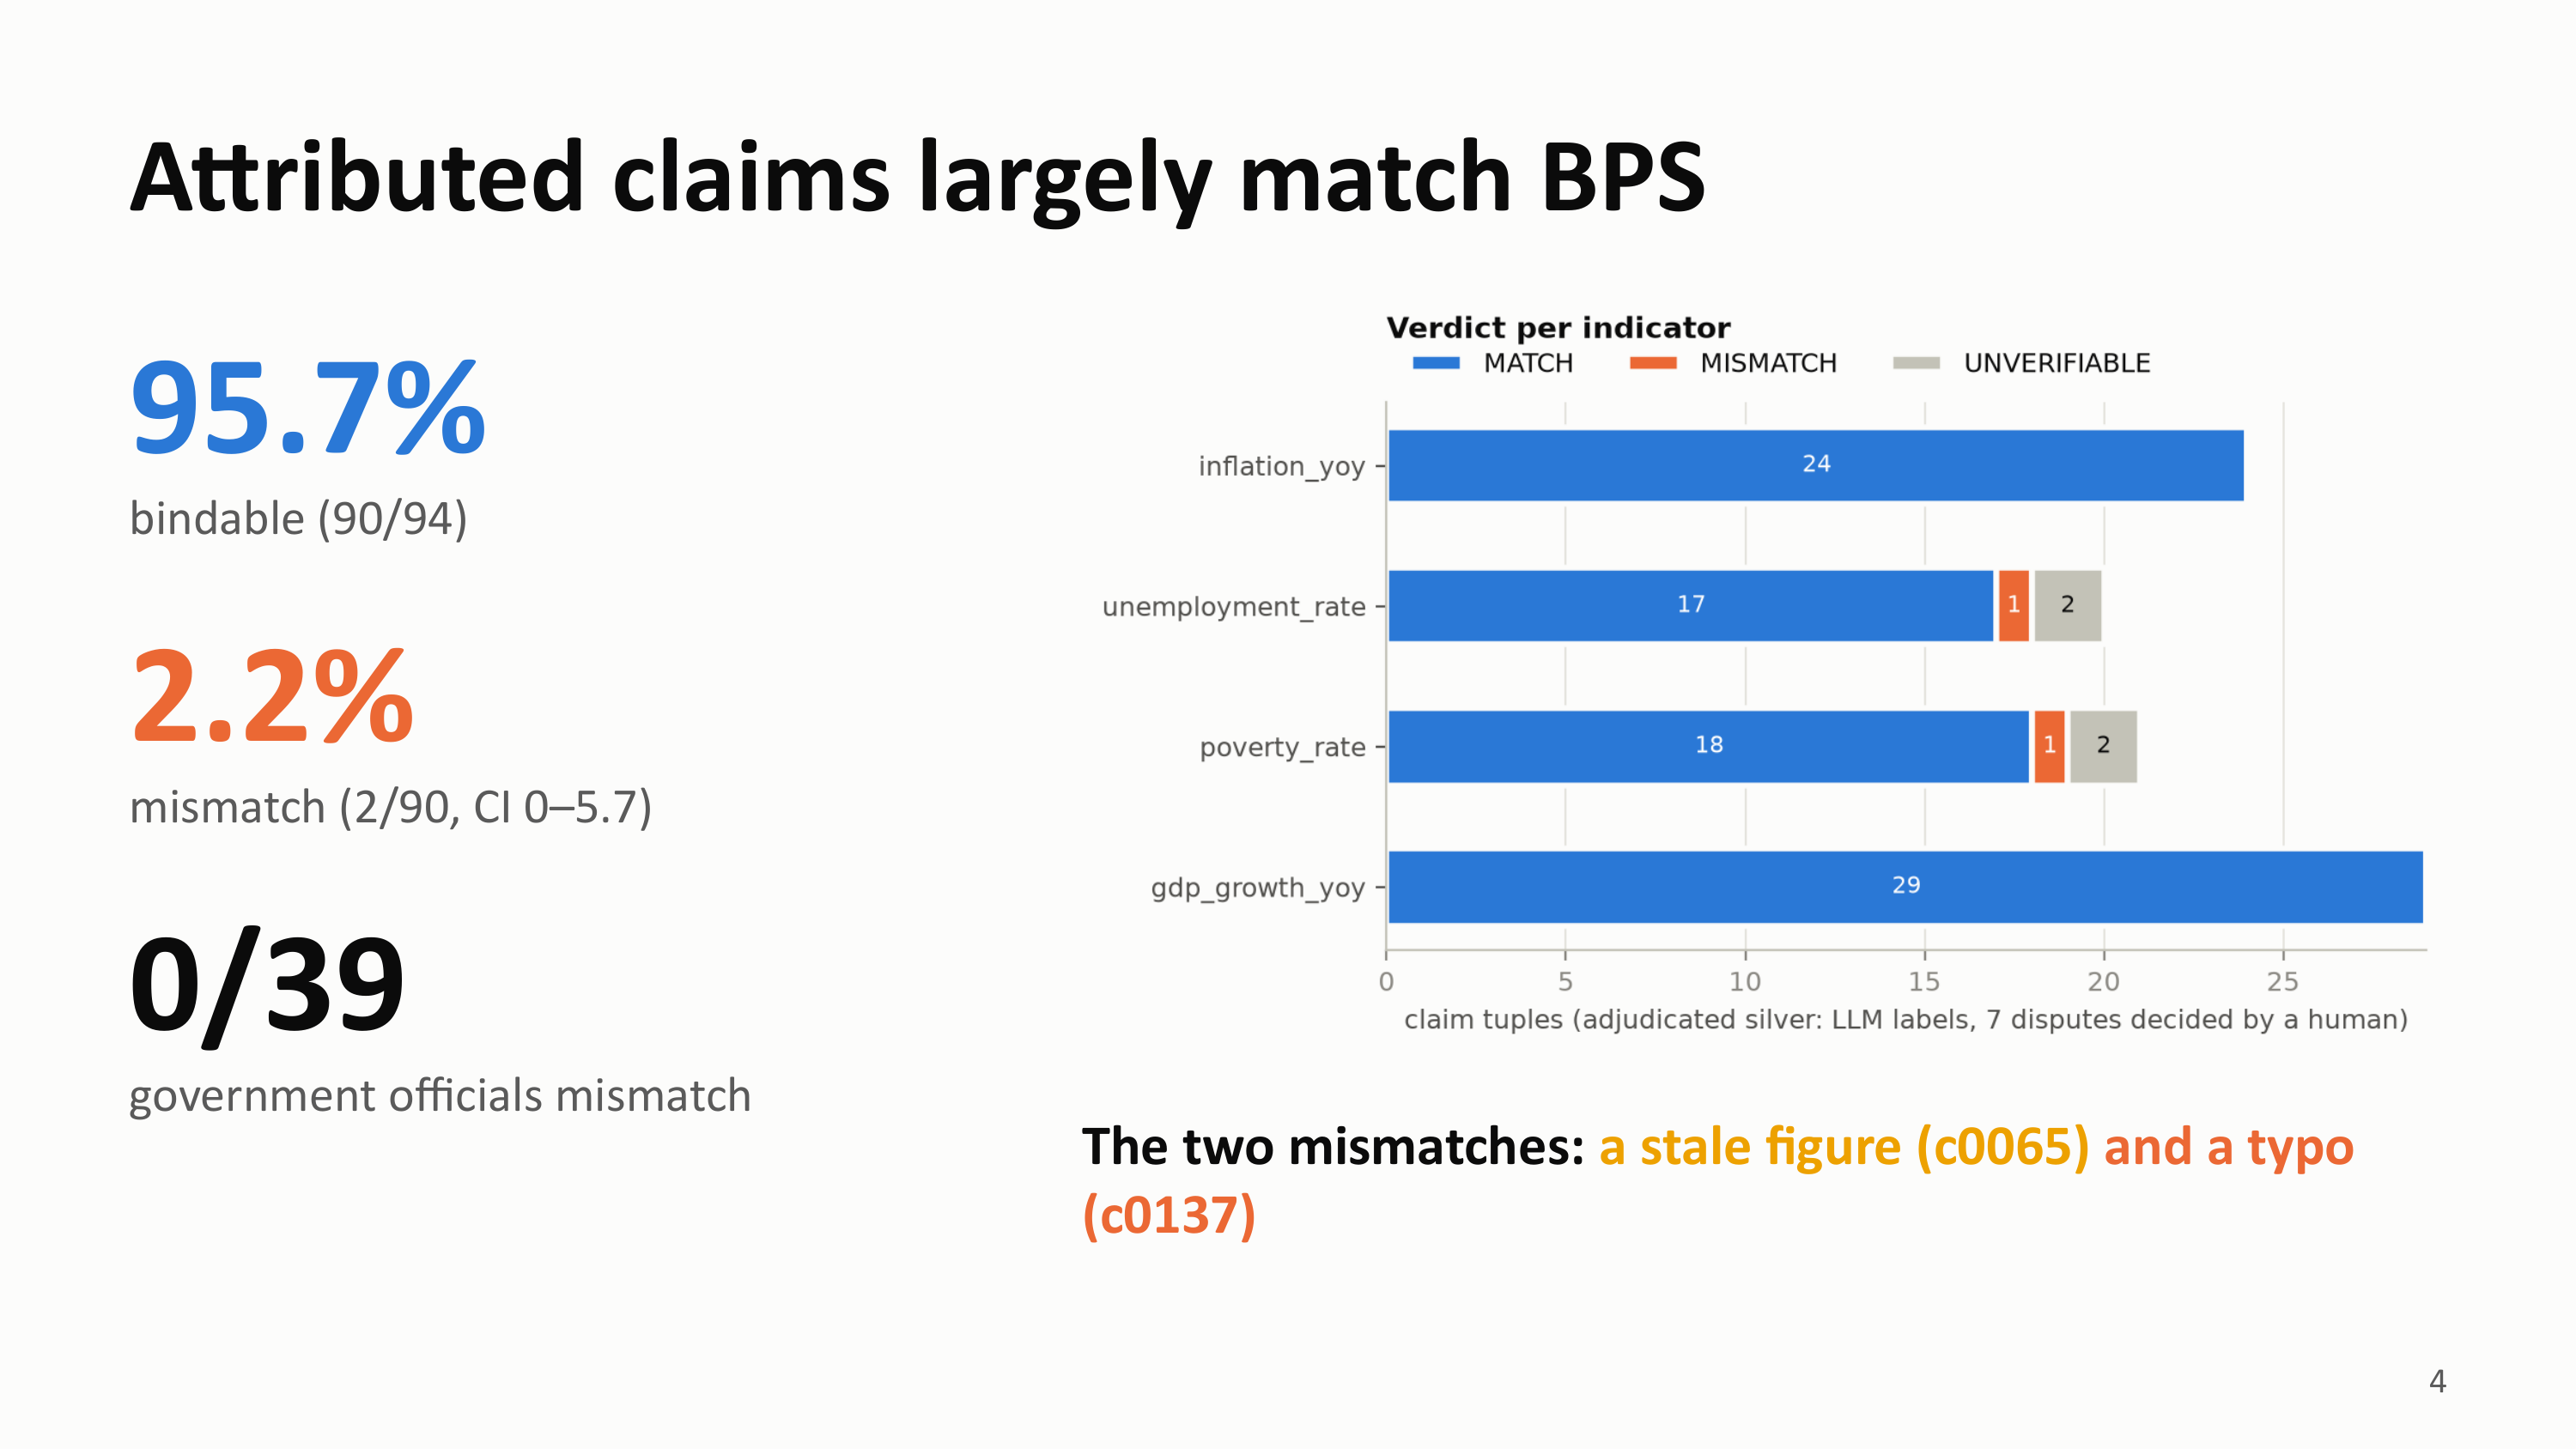 Attributed claims largely match BPS
95.7%
bindable (90/94)
2.2%
mismatch (2/90, CI 0–5.7)
0/39
government officials mismatch
Verdict per indicator
MATCH MISMATCH UNVERIFIABLE
inflation_yoy 24
unemployment_rate 17 1 2
poverty_rate 18 1 2
gdp_growth_yoy 29
0 5 10 15 20 25
claim tuples (adjudicated silver: LLM labels, 7 disputes decided by a human)
The two mismatches: a stale figure (c0065) and a typo
(c0137)
4